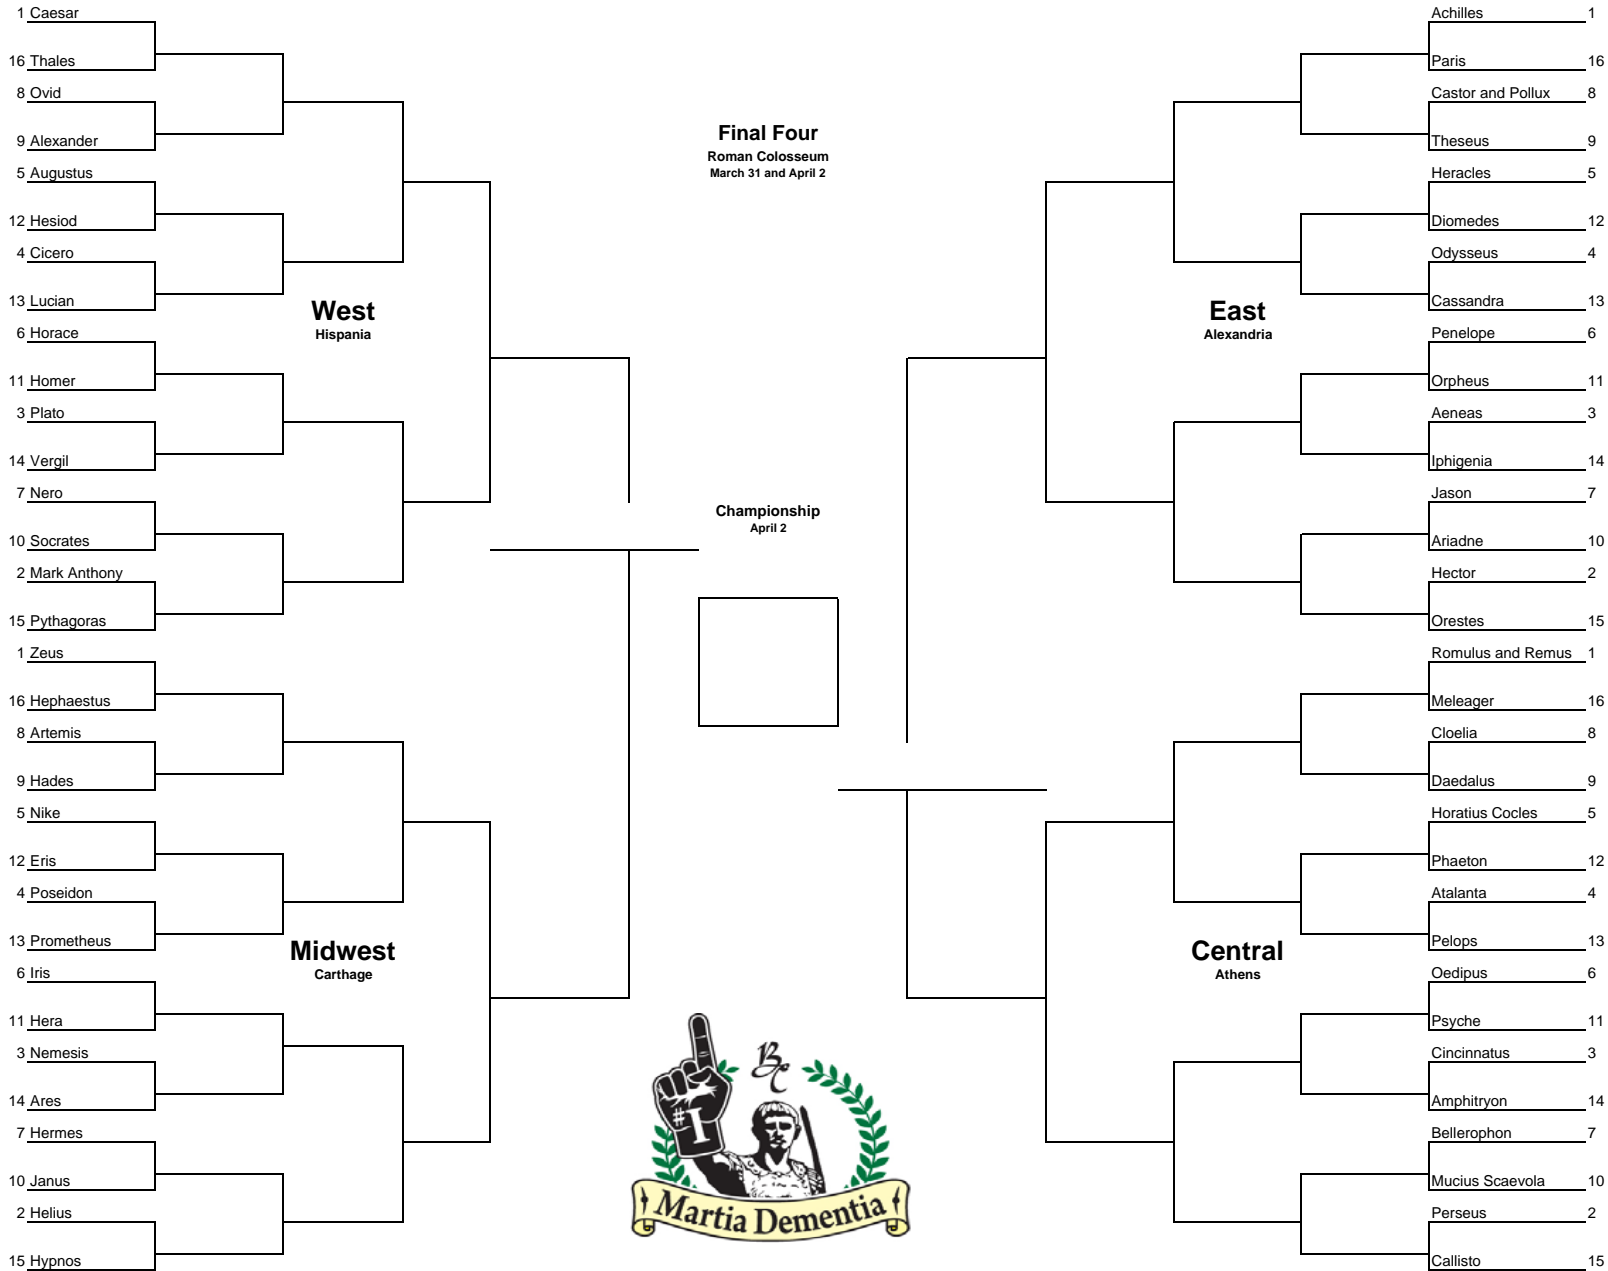 1 Caesar
16 Thales
8 Ovid
9 Alexander
5 Augustus
12 Hesiod
4 Cicero
13 Lucian
West
Hispania
6 Horace
11 Homer
3 Plato
14 Vergil
7 Nero
10 Socrates
2 Mark Anthony
15 Pythagoras
1 Zeus
16 Hephaestus
8 Artemis
9 Hades
5 Nike
12 Eris
4 Poseidon
13 Prometheus
Midwest
Carthage
6 Iris
11 Hera
3 Nemesis
14 Ares
7 Hermes
10 Janus
2 Helius
15 Hypnos
Final Four
Roman Colosseum
March 31 and April 2
Championship
April 2
BC
#1
Martia Dementia
Achilles 1
Paris 16
Castor and Pollux 8
Theseus 9
Heracles 5
Diomedes 12
Odysseus 4
Cassandra 13
East
Alexandria
Penelope 6
Orpheus 11
Aeneas 3
Iphigenia 14
Jason 7
Ariadne 10
Hector 2
Orestes 15
Romulus and Remus 1
Meleager 16
Cloelia 8
Daedalus 9
Horatius Cocles 5
Phaeton 12
Atalanta 4
Pelops 13
Central
Athens
Oedipus 6
Psyche 11
Cincinnatus 3
Amphitryon 14
Bellerophon 7
Mucius Scaevola 10
Perseus 2
Callisto 15